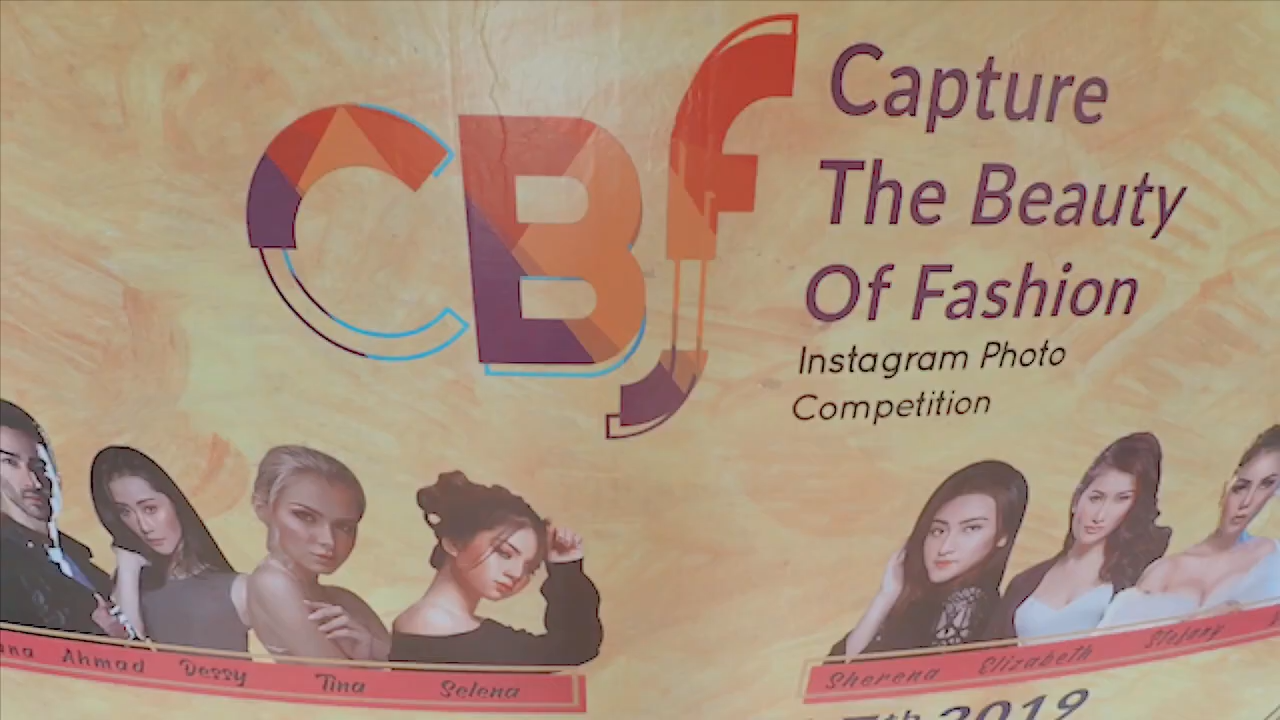 CBf
Capture
The Beauty
Of Fashion
Instagram Photo
Competition
Ahmad Dessy Tina Selena
Sherena Elizabeth Stefany
2019